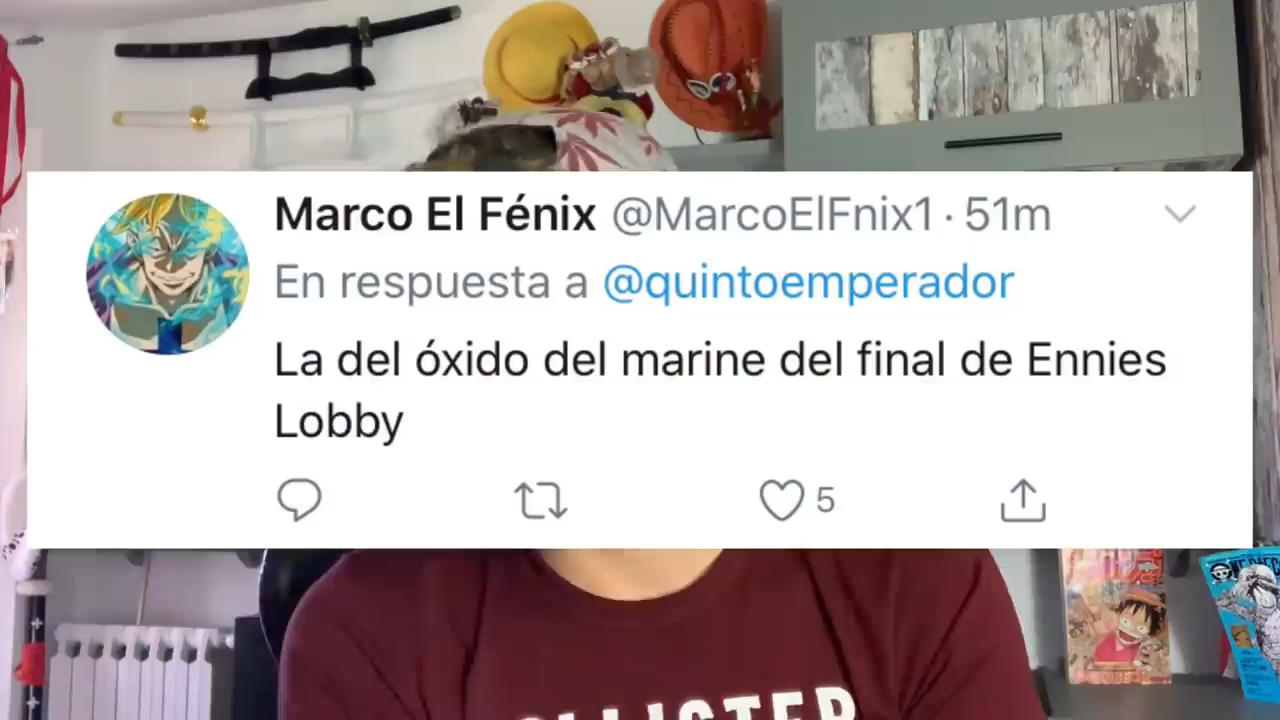 Marco El Fénix @MarcoElFnix1 · 51m
En respuesta a @quintoemperador
La del óxido del marine del final de Ennies
Lobby
5